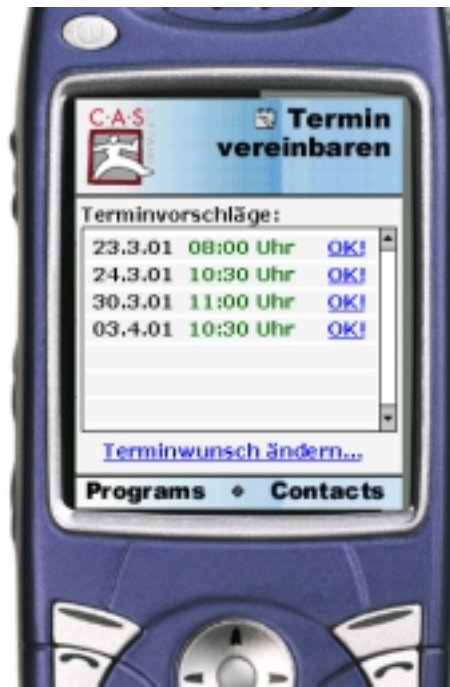 C·A·S
Termin
vereinbaren
Terminvorschläge:
23.3.01 08:00 Uhr OK!
24.3.01 10:30 Uhr OK!
30.3.01 11:00 Uhr OK!
03.4.01 10:30 Uhr OK!
Terminwunsch ändern...
Programs Contacts